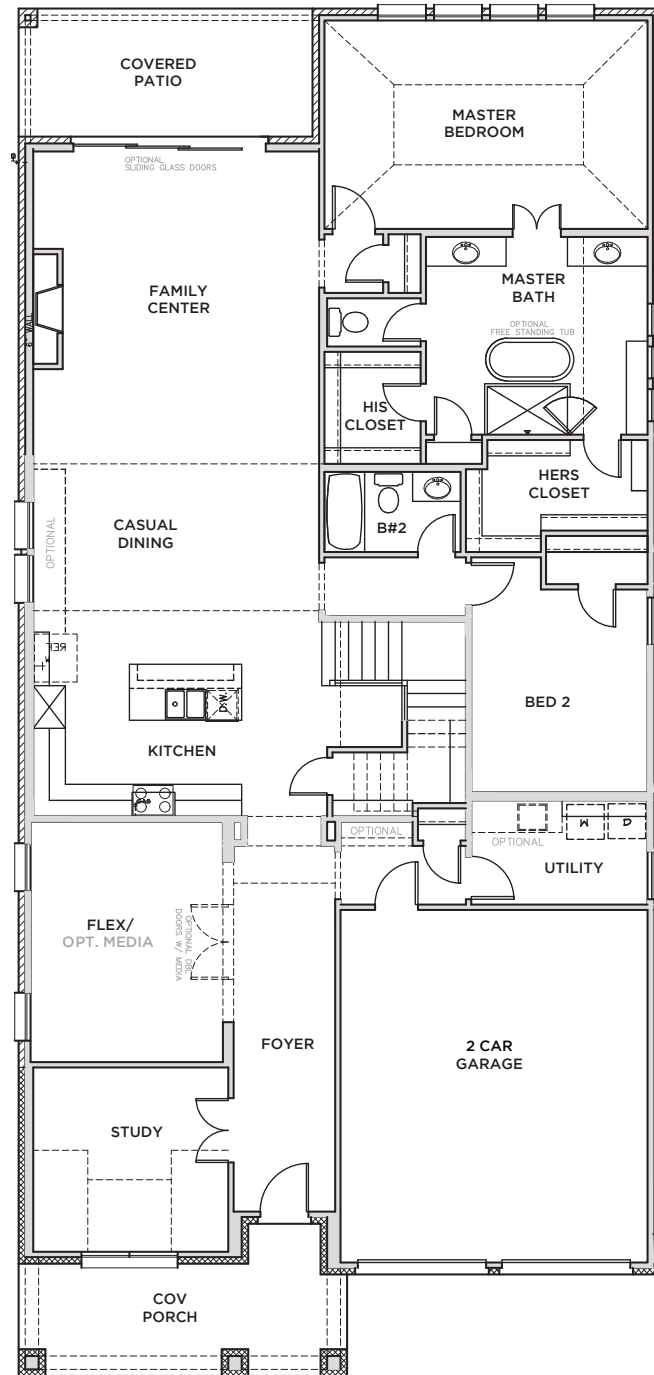 COVERED
PATIO
MASTER
BEDROOM
OPTIONAL
SLIDING GLASS DOORS
FAMILY
CENTER
MASTER
BATH
OPTIONAL
FREE STANDING TUB
6" WALL
HIS
CLOSET
HERS
CLOSET
B#2
CASUAL
DINING
OPTIONAL
REF
D.W.
BED 2
KITCHEN
OPTIONAL
OPTIONAL
W
D
UTILITY
FLEX/
OPT. MEDIA
OPTIONAL DBL
DOORS W/ MEDIA
FOYER
2 CAR
GARAGE
STUDY
COV
PORCH